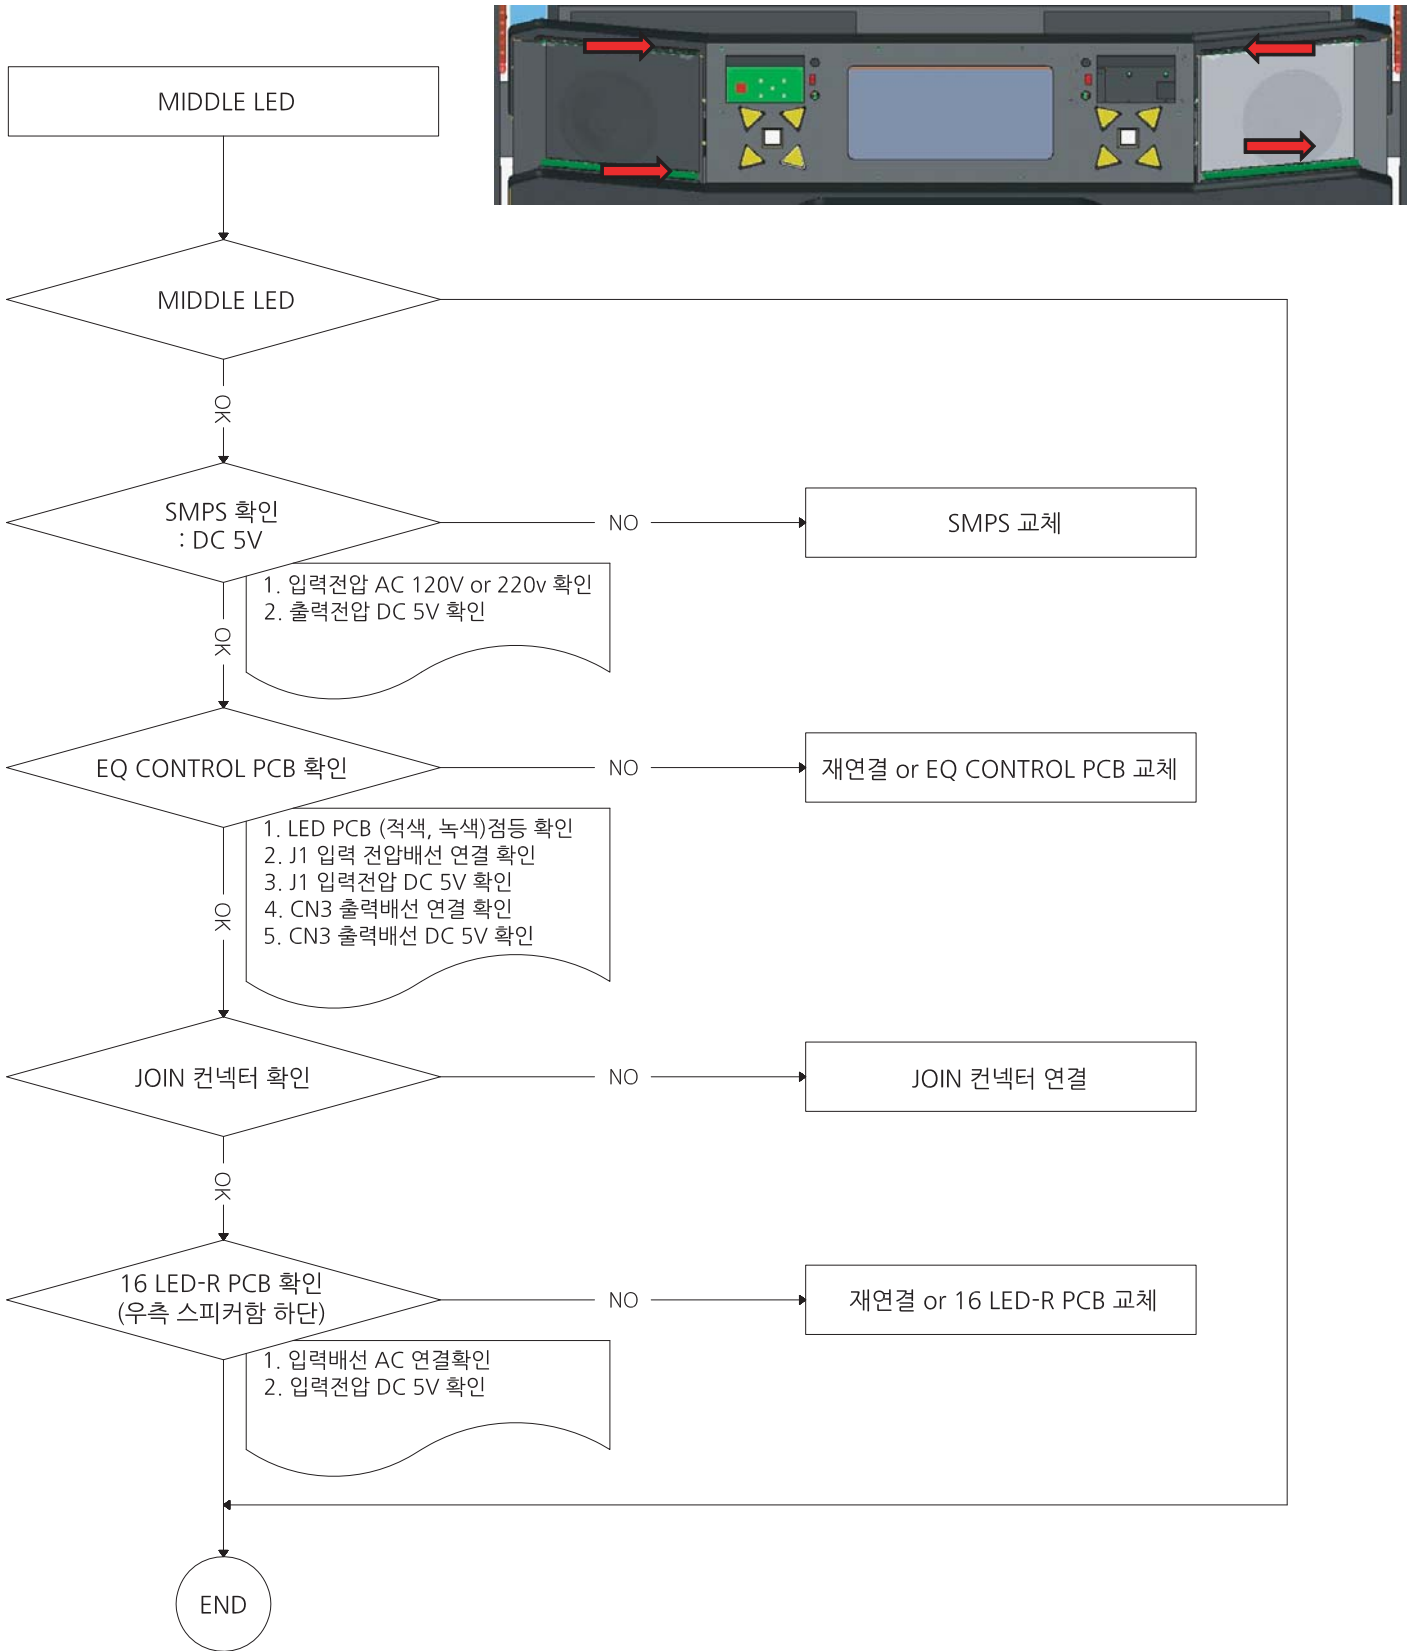 MIDDLE LED
MIDDLE LED
OK
SMPS 확인
: DC 5V
NO
SMPS 교체
1. 입력전압 AC 120V or 220v 확인
2. 출력전압 DC 5V 확인
OK
EQ CONTROL PCB 확인
NO
재연결 or EQ CONTROL PCB 교체
1. LED PCB (적색, 녹색)점등 확인
2. J1 입력 전압배선 연결 확인
3. J1 입력전압 DC 5V 확인
4. CN3 출력배선 연결 확인
5. CN3 출력배선 DC 5V 확인
OK
JOIN 컨넥터 확인
NO
JOIN 컨넥터 연결
OK
16 LED-R PCB 확인
(우측 스피커함 하단)
NO
재연결 or 16 LED-R PCB 교체
1. 입력배선 AC 연결확인
2. 입력전압 DC 5V 확인
END